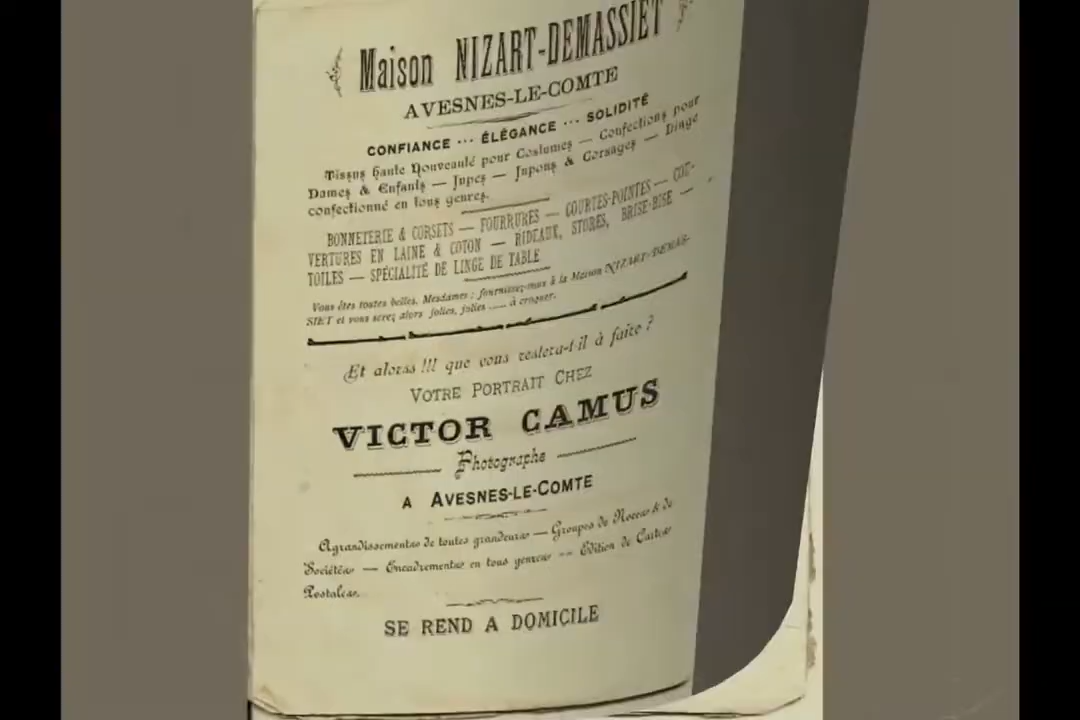 Maison NIZART-DEMASSIET
AVESNES-LE-COMTE
CONFIANCE ··· ÉLÉGANCE ··· SOLIDITÉ
Tissus haute Nouveauté pour Costumes — Confections pour
Dames & Enfants — Jupes — Jupons & Corsages — Linge
confectionné en tous genres.
BONNETERIE & CORSETS — FOURRURES — COURTES-POINTES — COU-
VERTURES EN LAINE & COTON — RIDEAUX, STORES, BRISE-BISE —
TOILES — SPÉCIALITÉ DE LINGE DE TABLE
Vous êtes toutes belles, Mesdames ; fournissez-vous à la Maison NIZART-DEMAS-
SIET et vous serez alors jolies, jolies ..... à croquer.
Et alorss !!! que vous restera-t-il à faire ?
VOTRE PORTRAIT CHEZ
VICTOR CAMUS
Photographe
A AVESNES-LE-COMTE
Agrandissements de toutes grandeurs — Groupes de Noces & de
Sociétés — Encadrements en tous genres — Edition de Cartes
Postales.
SE REND A DOMICILE